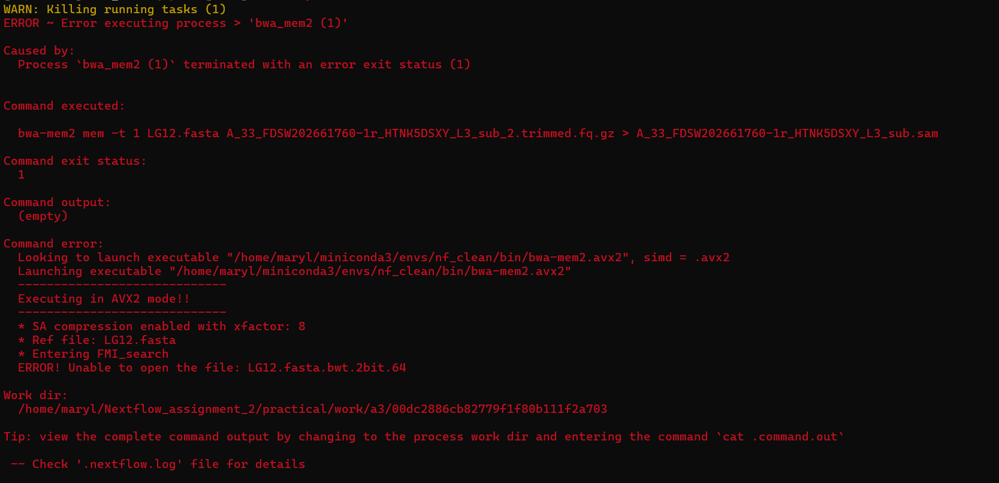 WARN: Killing running tasks (1)
ERROR ~ Error executing process > 'bwa_mem2 (1)'
Caused by:
Process `bwa_mem2 (1)` terminated with an error exit status (1)
Command executed:
bwa-mem2 mem -t 1 LG12.fasta A_33_FDSW202661760-1r_HTNK5DSXY_L3_sub_2.trimmed.fq.gz > A_33_FDSW202661760-1r_HTNK5DSXY_L3_sub.sam
Command exit status:
1
Command output:
(empty)
Command error:
Looking to launch executable "/home/maryl/miniconda3/envs/nf_clean/bin/bwa-mem2.avx2", simd = .avx2
Launching executable "/home/maryl/miniconda3/envs/nf_clean/bin/bwa-mem2.avx2"
-----------------------------
Executing in AVX2 mode!!
-----------------------------
* SA compression enabled with xfactor: 8
* Ref file: LG12.fasta
* Entering FMI_search
ERROR! Unable to open the file: LG12.fasta.bwt.2bit.64
Work dir:
/home/maryl/Nextflow_assignment_2/practical/work/a3/00dc2886cb82779f1f80b111f2a703
Tip: view the complete command output by changing to the process work dir and entering the command `cat .command.out`
-- Check '.nextflow.log' file for details